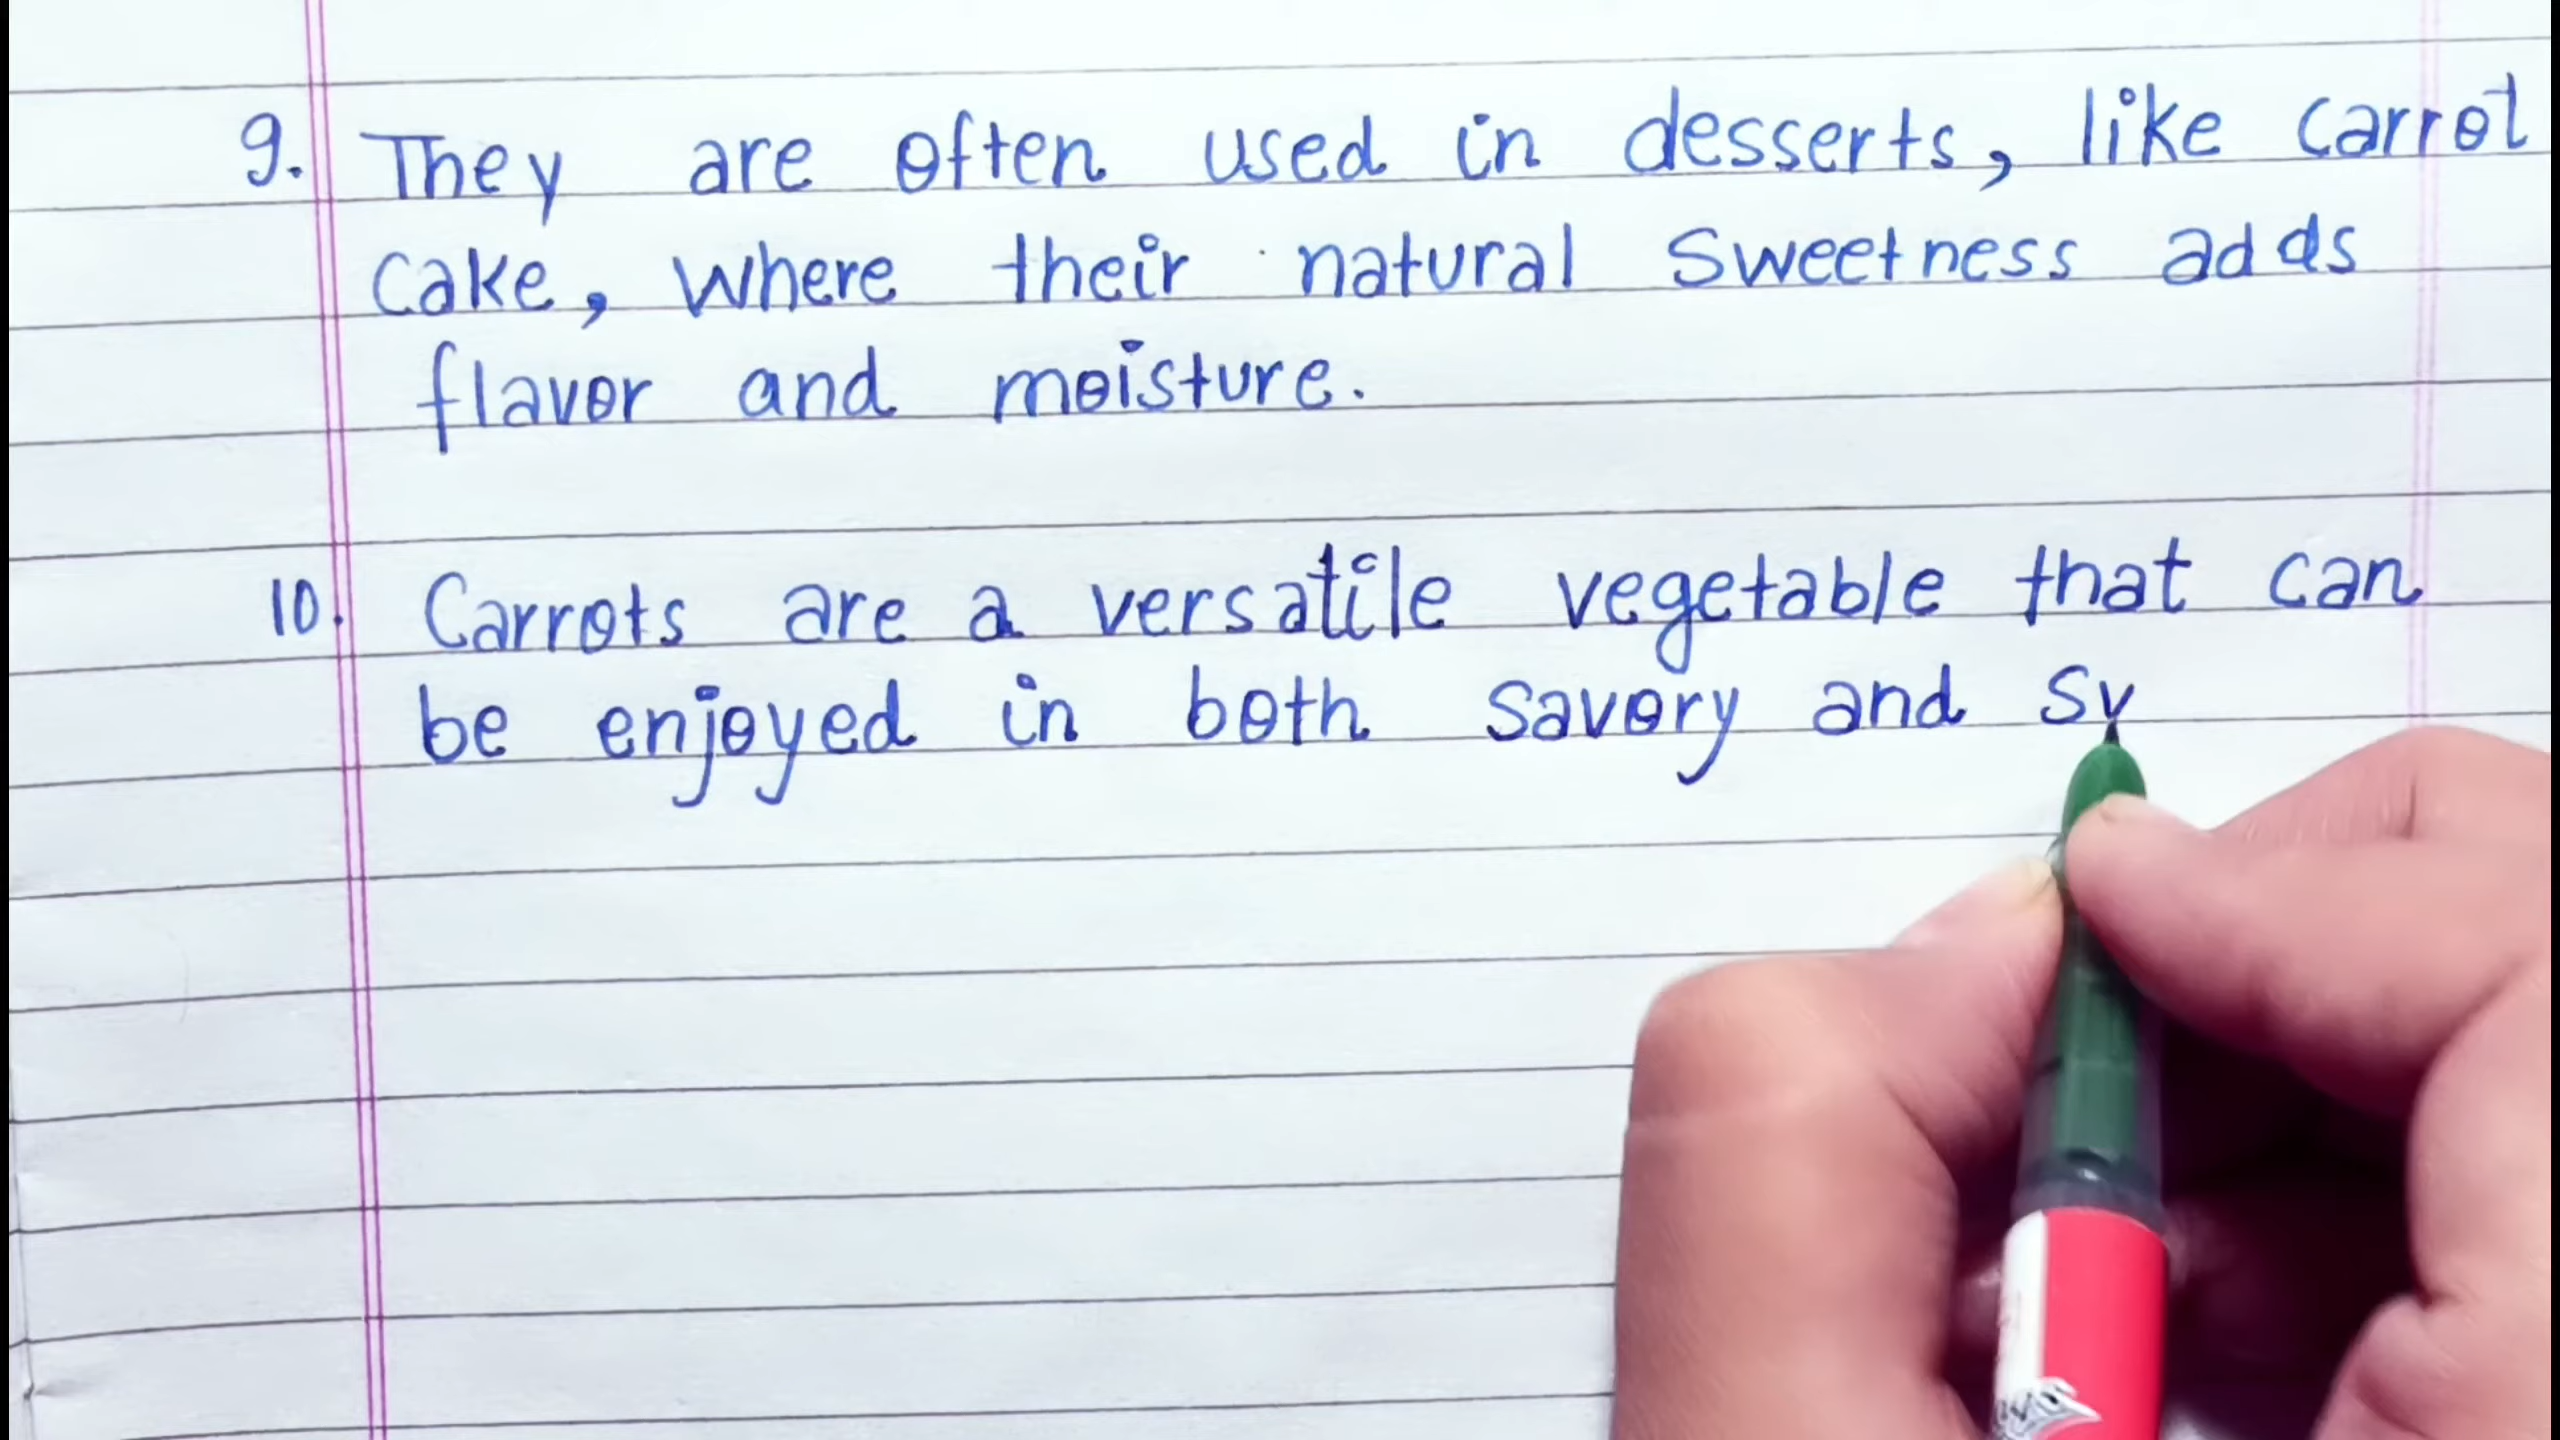 9. They are often used in desserts, like carrot
cake, where their natural sweetness adds
flavor and moisture.
10. Carrots are a versatile vegetable that can
be enjoyed in both savory and sv